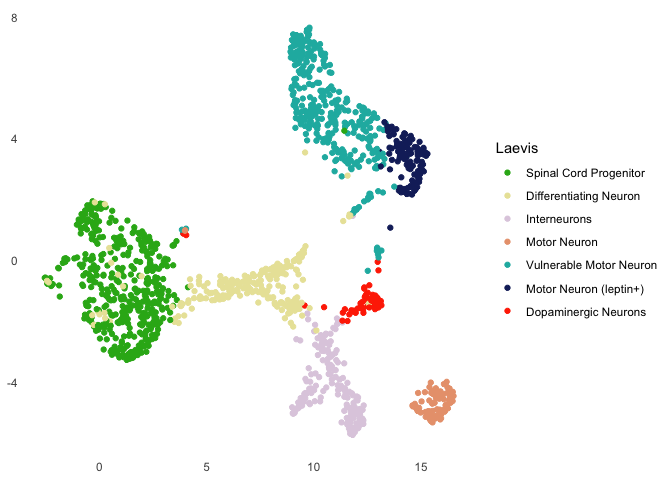 8
4
0
-4
0
5
10
15
Laevis
Spinal Cord Progenitor
Differentiating Neuron
Interneurons
Motor Neuron
Vulnerable Motor Neuron
Motor Neuron (leptin+)
Dopaminergic Neurons